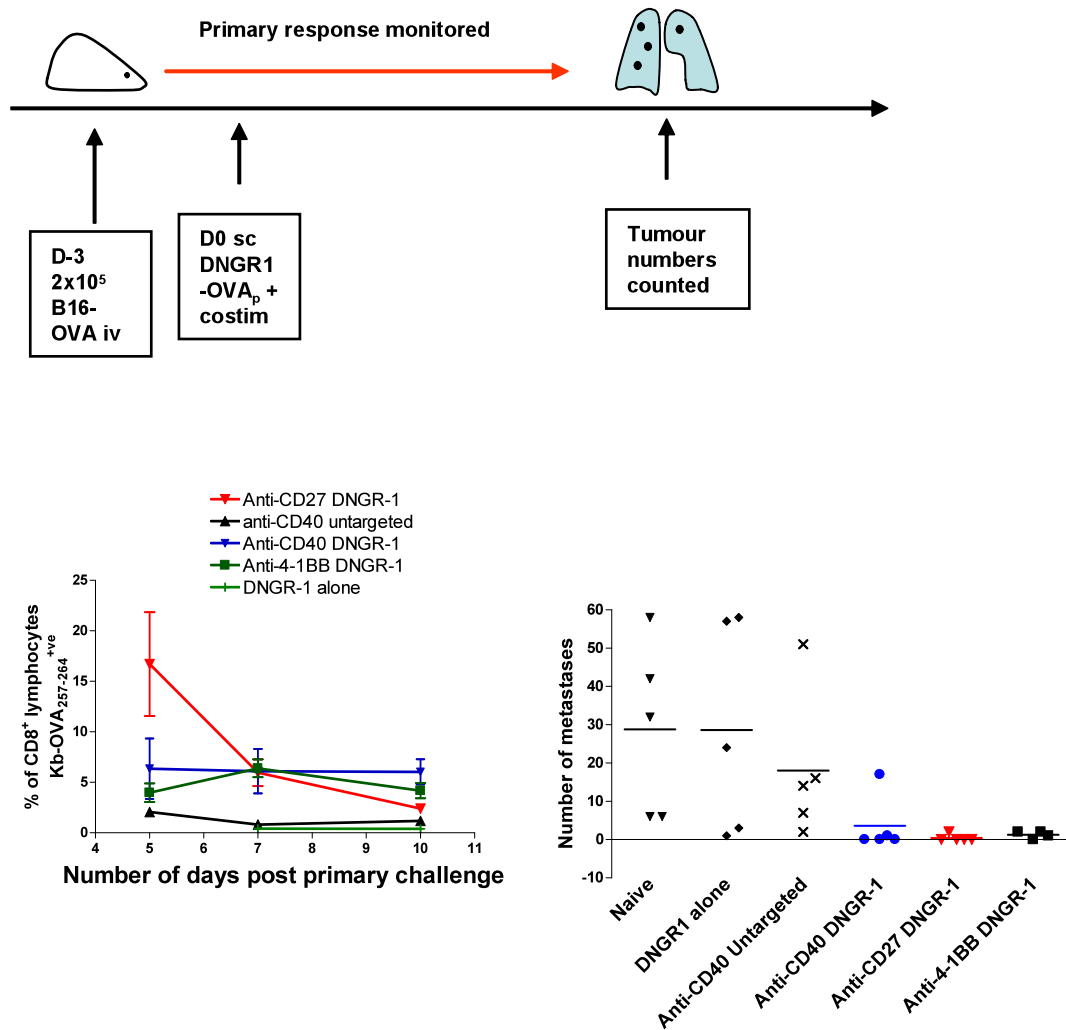 Primary response monitored
D-3
2x10⁵
B16-
OVA iv
D0 sc
DNGR1
-OVAₚ +
costim
Tumour
numbers
counted
Anti-CD27 DNGR-1
anti-CD40 untargeted
Anti-CD40 DNGR-1
Anti-4-1BB DNGR-1
DNGR-1 alone
% of CD8⁺ lymphocytes
Kb-OVA₂₅₇₋₂₆₄⁺ᵛᵉ
25
20
15
10
5
0
4 5 6 7 8 9 10 11
Number of days post primary challenge
Number of metastases
60
50
40
30
20
10
0
-10
Naive
DNGR1 alone
Anti-CD40 Untargeted
Anti-CD40 DNGR-1
Anti-CD27 DNGR-1
Anti-4-1BB DNGR-1